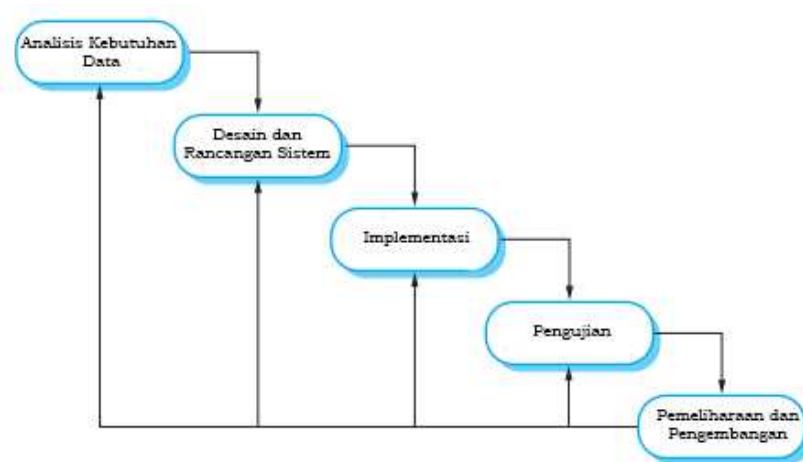 Analisis Kebutuhan
Data
Desain dan
Rancangan Sistem
Implementasi
Pengujian
Pemeliharaan dan
Pengembangan